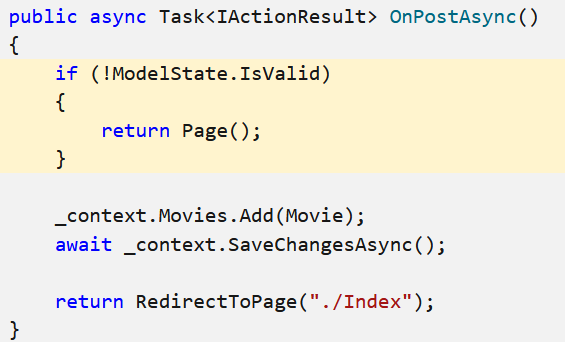 public async Task<IActionResult> OnPostAsync()
{
    if (!ModelState.IsValid)
    {
        return Page();
    }

    _context.Movies.Add(Movie);
    await _context.SaveChangesAsync();

    return RedirectToPage("./Index");
}